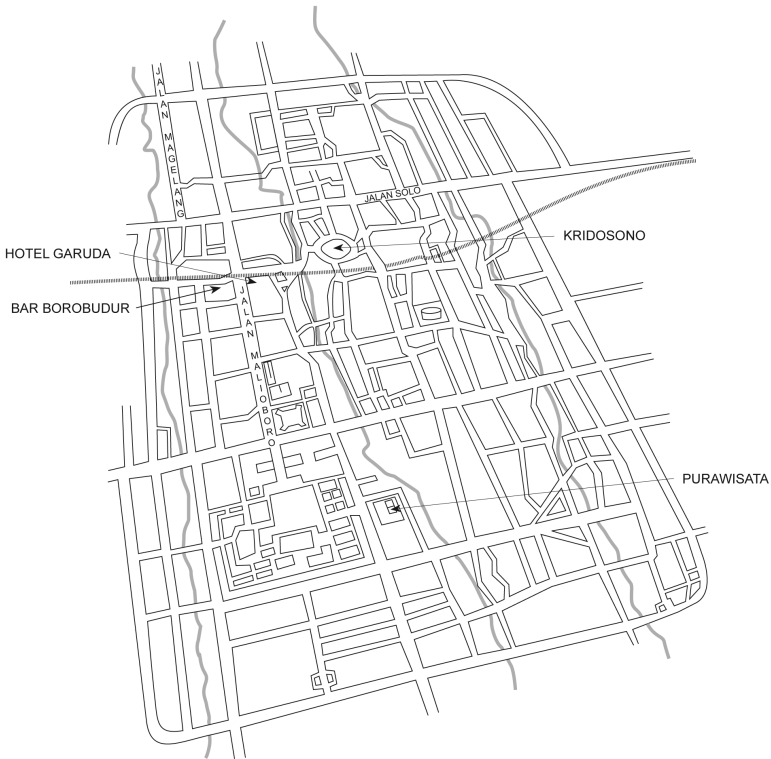 JALAN MAGELANG
JALAN SOLO
KRIDOSONO
HOTEL GARUDA
BAR BOROBUDUR
JALAN MALIOBORO
PURAWISATA